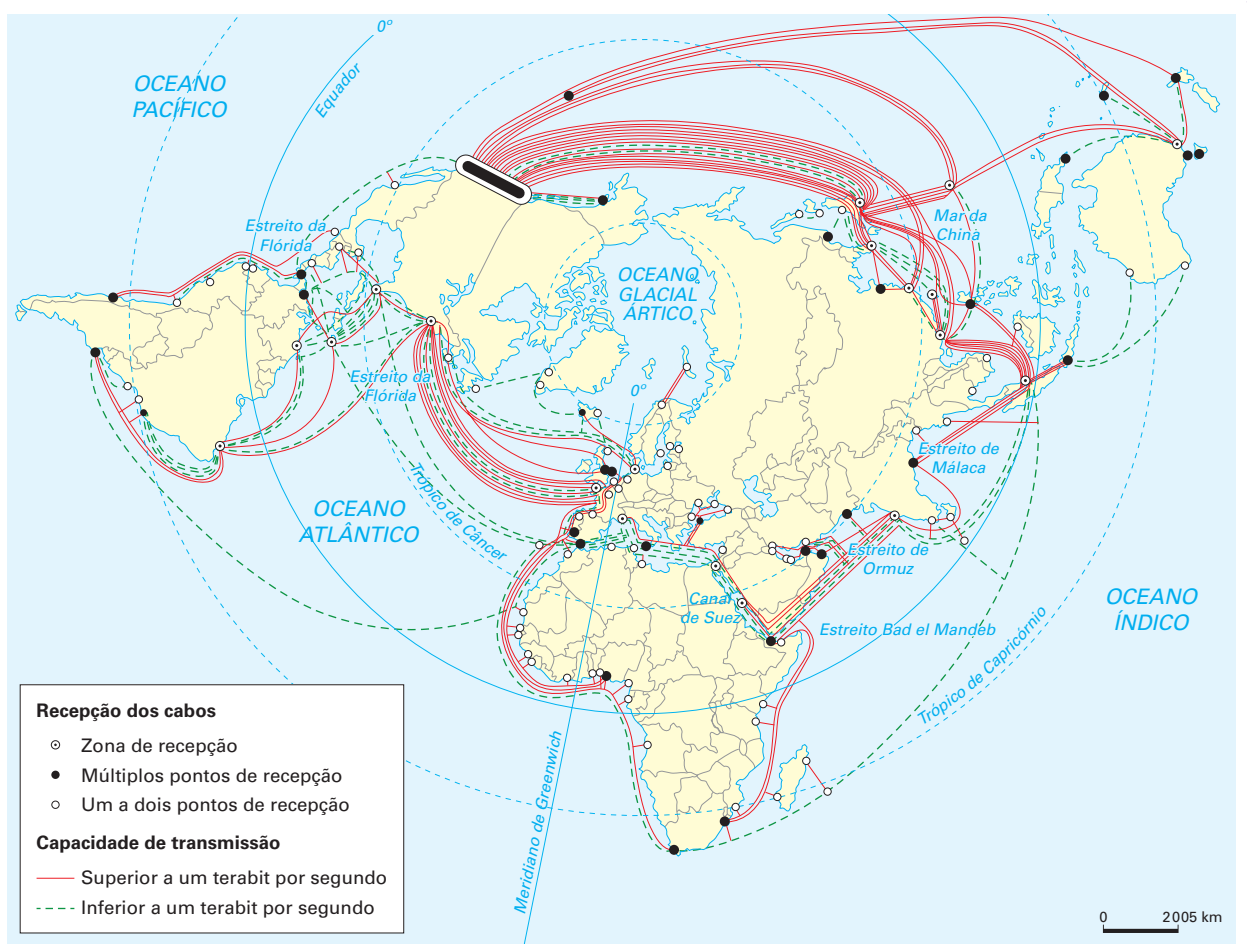 0º
OCEANO
PACÍFICO
Equador
Estreito da
Flórida
Mar da
China
OCEANO
GLACIAL
ÁRTICO
Estreito da
Flórida
0º
Estreito de
Málaca
Trópico de Câncer
OCEANO
ATLÂNTICO
Estreito de
Ormuz
Canal
de Suez
Estreito Bad el Mandeb
OCEANO
ÍNDICO
Trópico de Capricórnio
Meridiano de Greenwich
Recepção dos cabos
Zona de recepção
Múltiplos pontos de recepção
Um a dois pontos de recepção
Capacidade de transmissão
Superior a um terabit por segundo
Inferior a um terabit por segundo
0 2005 km